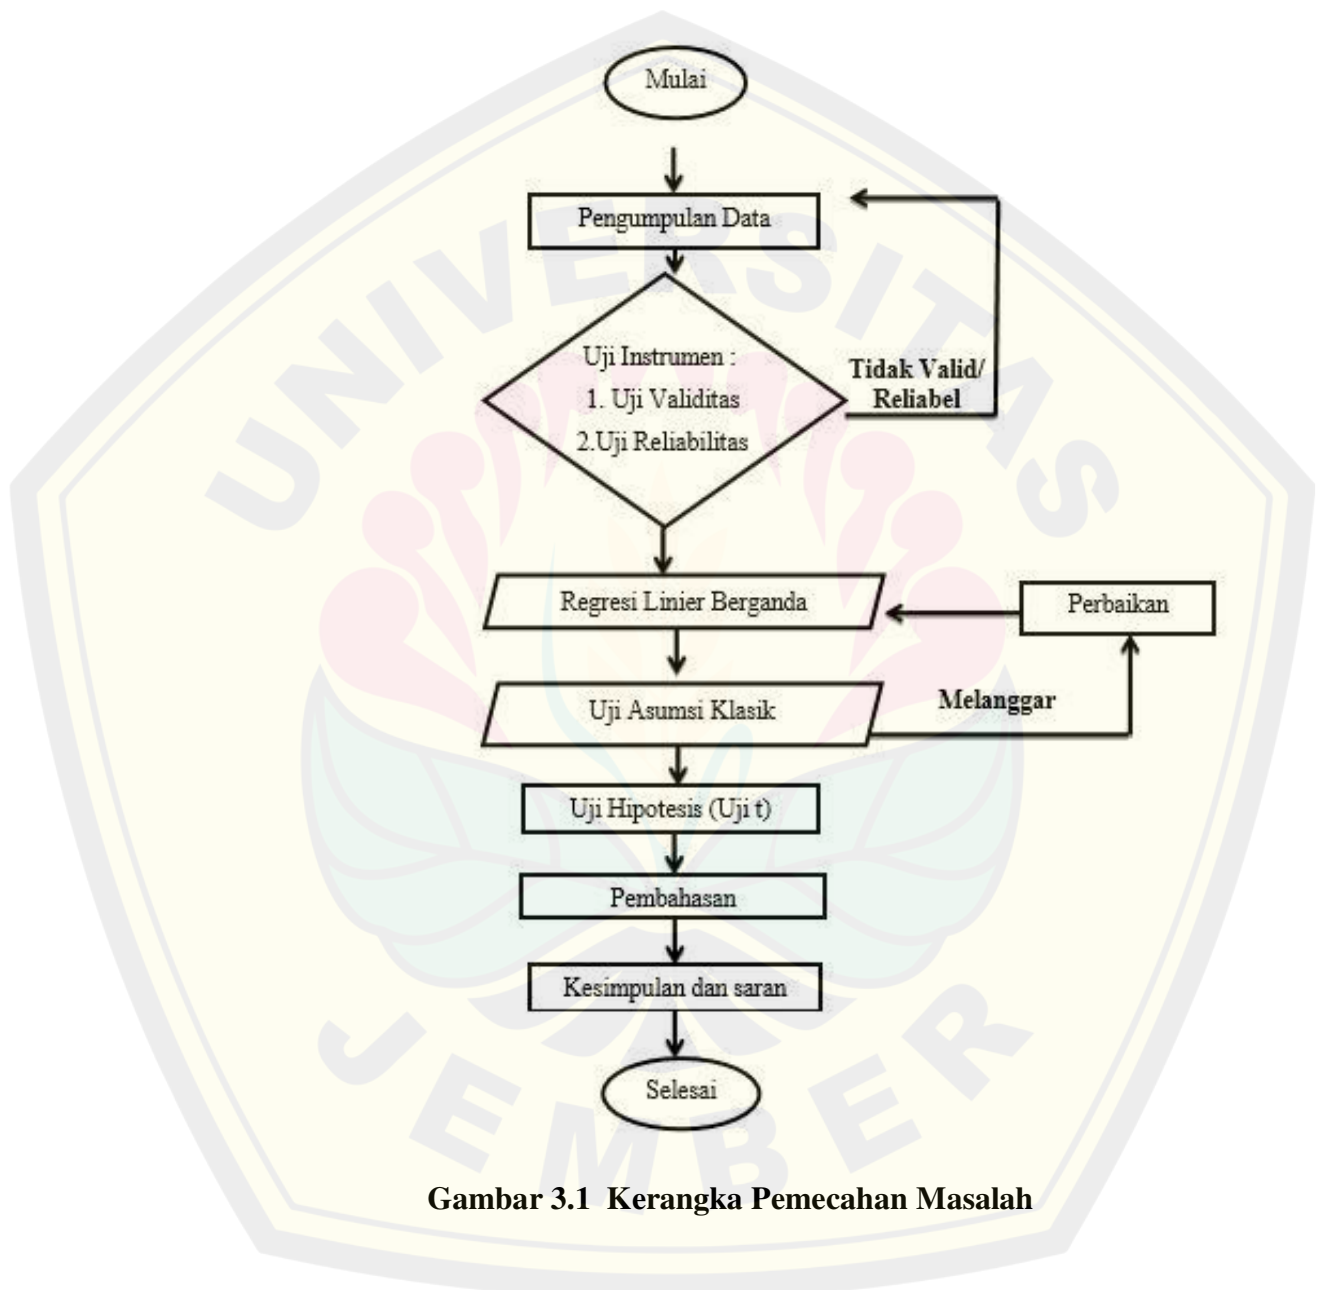 Mulai
Pengumpulan Data
Uji Instrumen :
1. Uji Validitas
2.Uji Reliabilitas
Tidak Valid/
Reliabel
Regresi Linier Berganda
Perbaikan
Uji Asumsi Klasik
Melanggar
Uji Hipotesis (Uji t)
Pembahasan
Kesimpulan dan saran
Selesai
Gambar 3.1 Kerangka Pemecahan Masalah
UNIVERSITAS
JEMBER